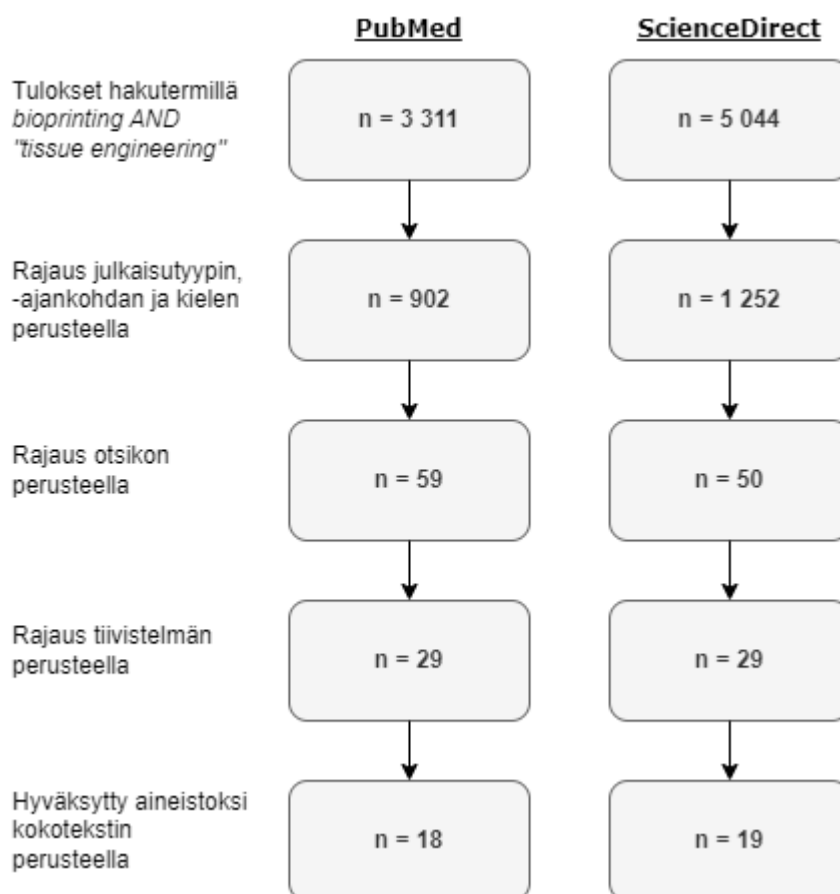 PubMed
ScienceDirect
Tulokset hakutermillä
bioprinting AND
"tissue engineering"
n = 3 311
n = 5 044
Rajaus julkaisutyypin,
-ajankohdan ja kielen
perusteella
n = 902
n = 1 252
Rajaus otsikon
perusteella
n = 59
n = 50
Rajaus tiivistelmän
perusteella
n = 29
n = 29
Hyväksytty aineistoksi
kokotekstin
perusteella
n = 18
n = 19